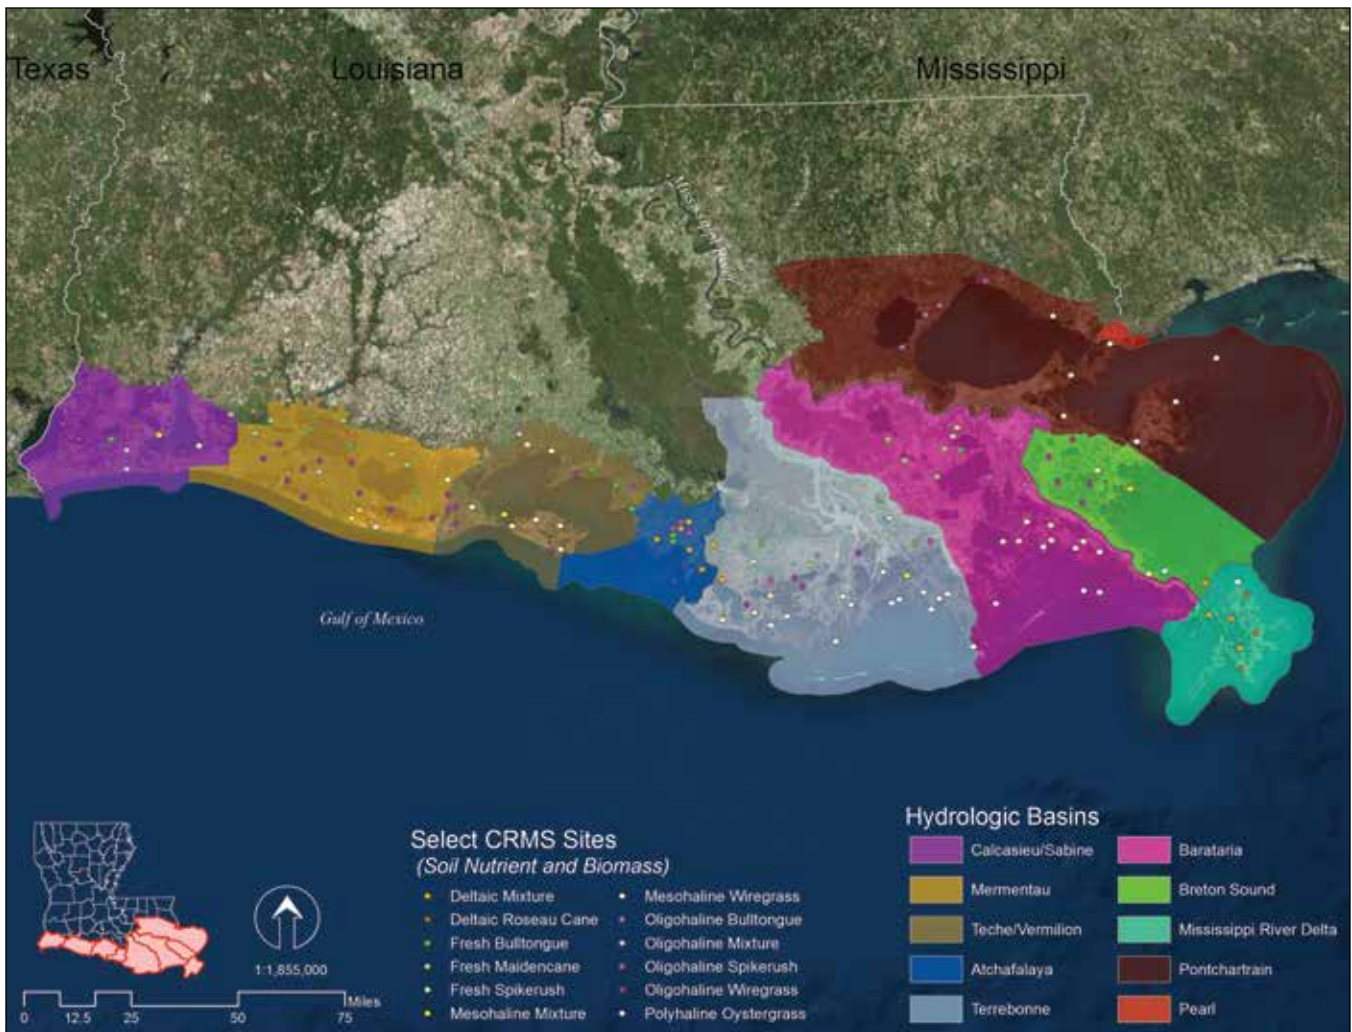 Texas
Louisiana
Mississippi
Mississippi River
Gulf of Mexico
Select CRMS Sites
(Soil Nutrient and Biomass)
Deltaic Mixture
Deltaic Roseau Cane
Fresh Bulltongue
Fresh Maidencane
Fresh Spikerush
Mesohaline Mixture
Mesohaline Wiregrass
Oligohaline Bulltongue
Oligohaline Mixture
Oligohaline Spikerush
Oligohaline Wiregrass
Polyhaline Oystergrass
Hydrologic Basins
Calcasieu/Sabine
Mermentau
Teche/Vermilion
Atchafalaya
Terrebonne
Barataria
Breton Sound
Mississippi River Delta
Pontchartrain
Pearl
1:1,855,000
Miles
0 12.5 25 50 75